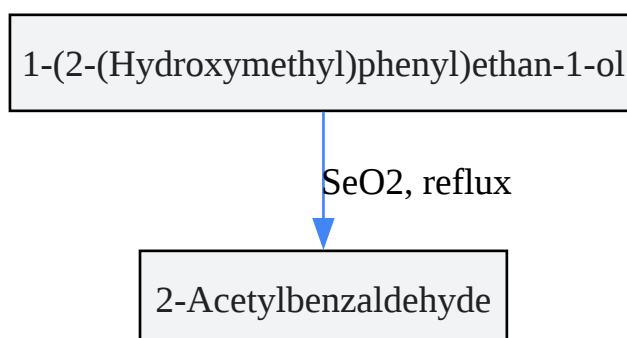 1-(2-(Hydroxymethyl)phenyl)ethan-1-ol
SeO2, reflux
2-Acetylbenzaldehyde